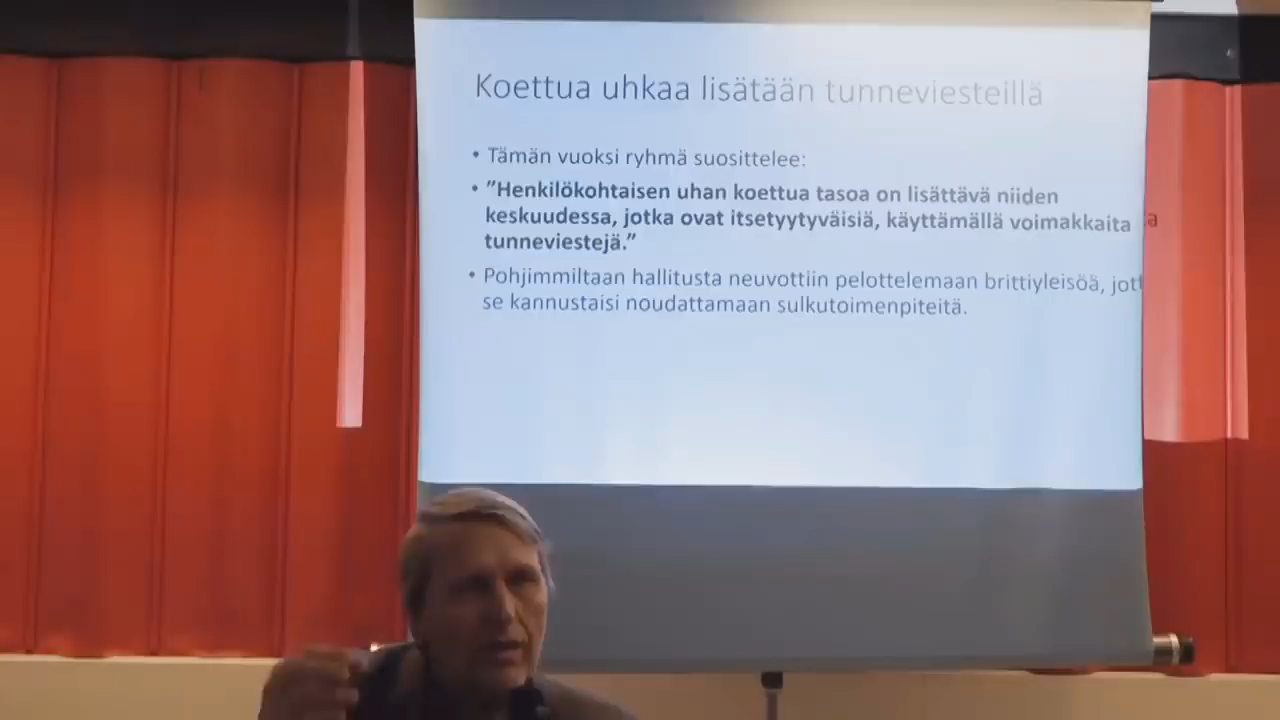 Koettua uhkaa lisätään tunneviesteillä
• Tämän vuoksi ryhmä suosittelee:
• ”Henkilökohtaisen uhan koettua tasoa on lisättävä niiden
keskuudessa, jotka ovat itsetyytyväisiä, käyttämällä voimakkaita
tunneviestejä.”
• Pohjimmiltaan hallitusta neuvottiin pelottelemaan brittiyleisöä, jott
se kannustaisi noudattamaan sulkutoimenpiteitä.